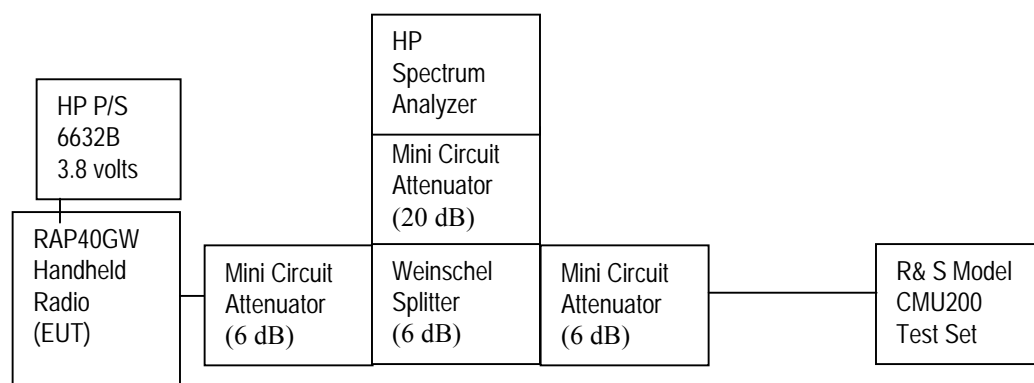 HP
Spectrum
Analyzer
HP P/S
6632B
3.8 volts
Mini Circuit
Attenuator
(20 dB)
RAP40GW
Handheld
Radio
(EUT)
Mini Circuit
Attenuator
(6 dB)
Weinschel
Splitter
(6 dB)
Mini Circuit
Attenuator
(6 dB)
R& S Model
CMU200
Test Set